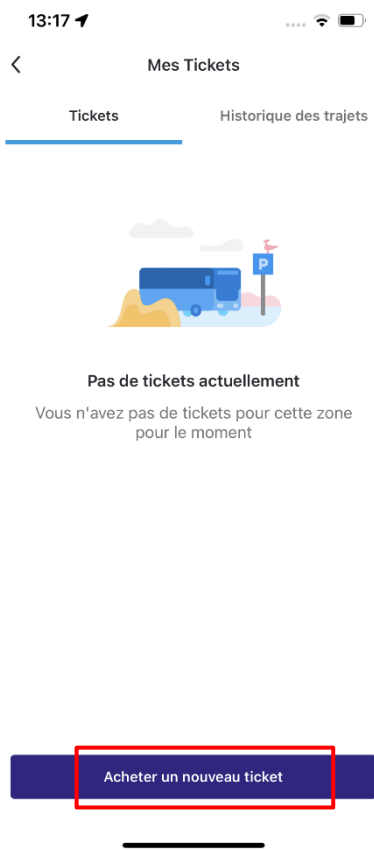 13:17
Mes Tickets
Tickets
Historique des trajets
P
Pas de tickets actuellement
Vous n'avez pas de tickets pour cette zone
pour le moment
Acheter un nouveau ticket